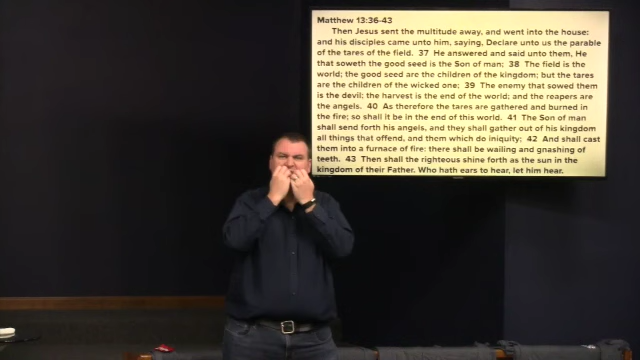 Matthew 13:36-43
Then Jesus sent the multitude away, and went into the house:
and his disciples came unto him, saying, Declare unto us the parable
of the tares of the field. 37 He answered and said unto them, He
that soweth the good seed is the Son of man; 38 The field is the
world; the good seed are the children of the kingdom; but the tares
are the children of the wicked one; 39 The enemy that sowed them
is the devil; the harvest is the end of the world; and the reapers are
the angels. 40 As therefore the tares are gathered and burned in
the fire; so shall it be in the end of this world. 41 The Son of man
shall send forth his angels, and they shall gather out of his kingdom
all things that offend, and them which do iniquity; 42 And shall cast
them into a furnace of fire: there shall be wailing and gnashing of
teeth. 43 Then shall the righteous shine forth as the sun in the
kingdom of their Father. Who hath ears to hear, let him hear.